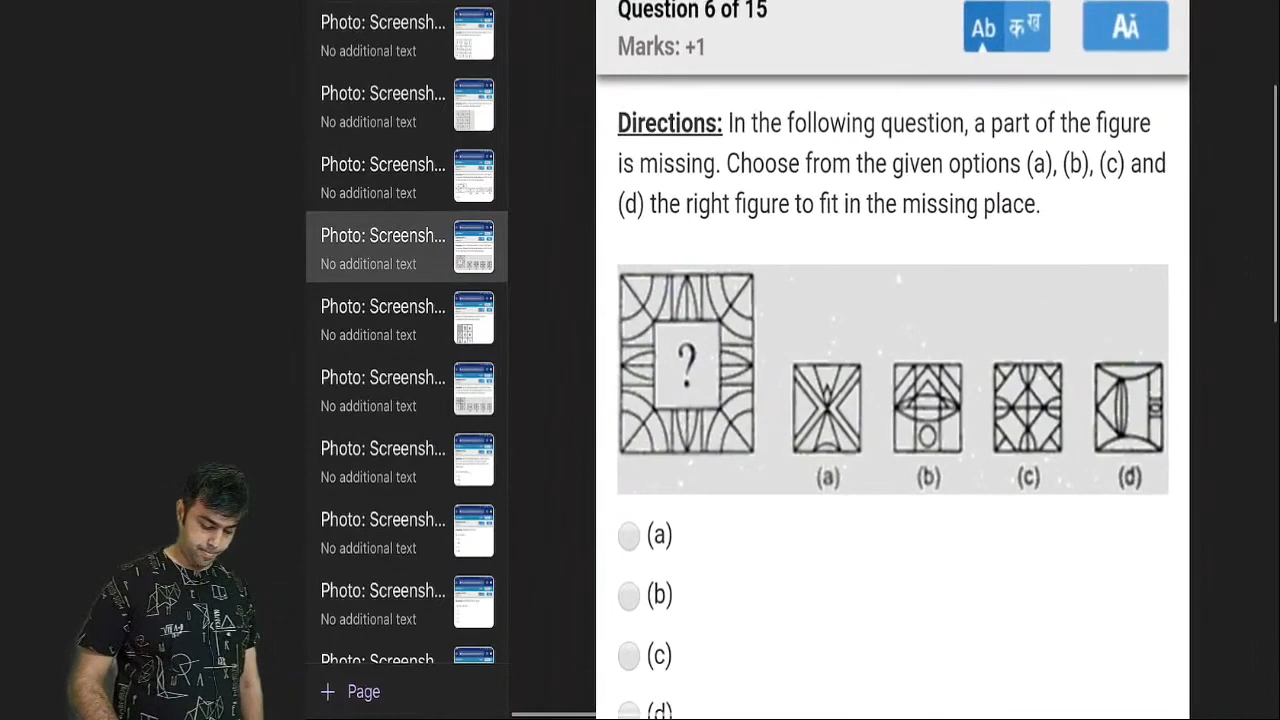 Photo: Screensh...
No additional text
Photo: Screensh...
No additional text
Photo: Screensh...
No additional text
Photo: Screensh...
No additional text
Photo: Screensh...
No additional text
Photo: Screensh...
No additional text
Photo: Screensh...
No additional text
Photo: Screensh...
No additional text
Photo: Screensh...
No additional text
Photo: Screensh...
+ Page
Question 6 of 15
Marks: +1
Ab क ख
AĂ
Directions: In the following question, a part of the figure
is missing. Choose from the given options (a), (b), (c) and
(d) the right figure to fit in the missing place.
?
(a) (b) (c) (d)
(a)
(b)
(c)
(d)